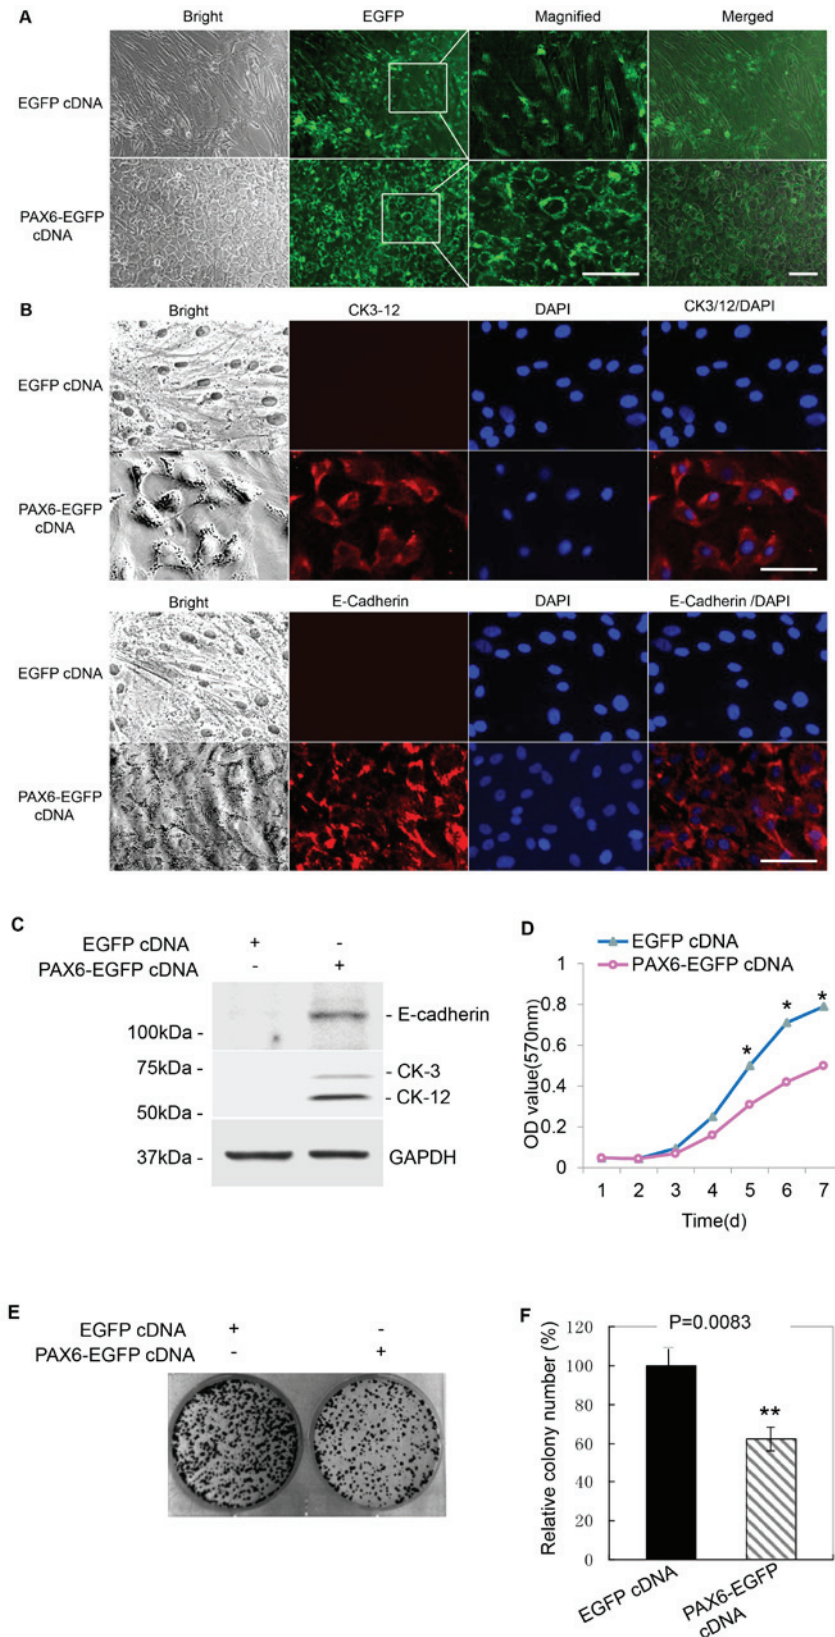 A
Bright EGFP Magnified Merged
EGFP cDNA
PAX6-EGFP
cDNA
B
Bright CK3-12 DAPI CK3/12/DAPI
EGFP cDNA
PAX6-EGFP
cDNA
Bright E-Cadherin DAPI E-Cadherin /DAPI
EGFP cDNA
PAX6-EGFP
cDNA
C
EGFP cDNA + -
PAX6-EGFP cDNA - +
- E-cadherin
100kDa -
75kDa -
- CK-3
- CK-12
50kDa -
37kDa -
GAPDH
D
EGFP cDNA
PAX6-EGFP cDNA
OD value(570nm)
1
0.8
0.6
0.4
0.2
0
* * *
1 2 3 4 5 6 7
Time(d)
E
EGFP cDNA + -
PAX6-EGFP cDNA - +
F
P=0.0083
Relative colony number (%)
120
100
80
60
40
20
0
**
EGFP cDNA
PAX6-EGFP
cDNA